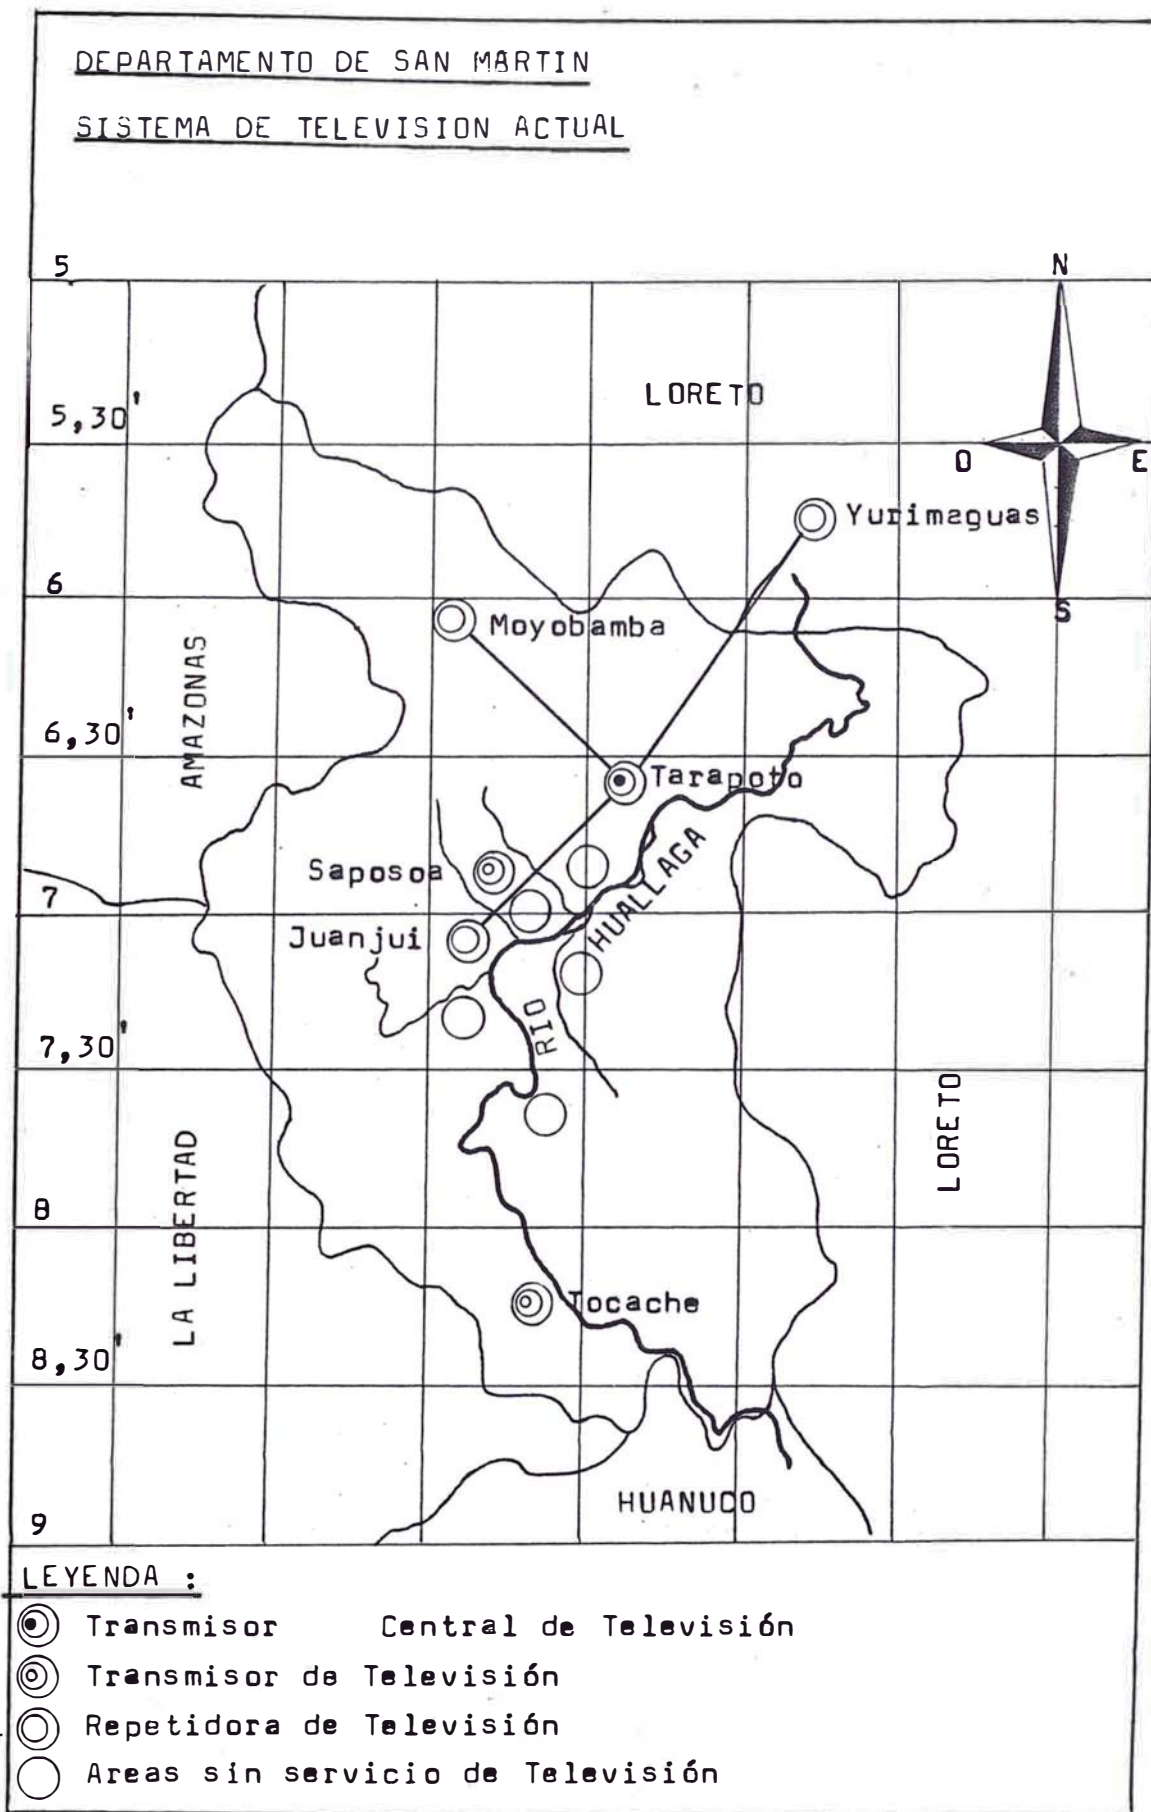 DEPARTAMENTO DE SAN MARTIN
SISTEMA DE TELEVISION ACTUAL
5
N
LORETO
5,30'
O
E
Yurimaguas
6
S
Moyobamba
AMAZONAS
6,30'
Tarapoto
Saposoa
HUALLAGA
7
Juanjui
RIO
7,30'
LORETO
LA LIBERTAD
8
Tocache
8,30'
HUANUCO
9
LEYENDA :
Transmisor Central de Televisión
Transmisor de Televisión
Repetidora de Televisión
Areas sin servicio de Televisión